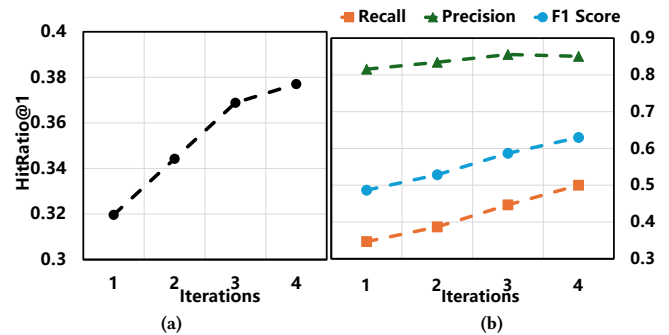 Recall Precision F1 Score
HitRatio@1
0.4
0.38
0.36
0.34
0.32
0.3
1 2 3 4
Iterations
(a)
0.9
0.8
0.7
0.6
0.5
0.4
0.3
1 2 3 4
Iterations
(b)